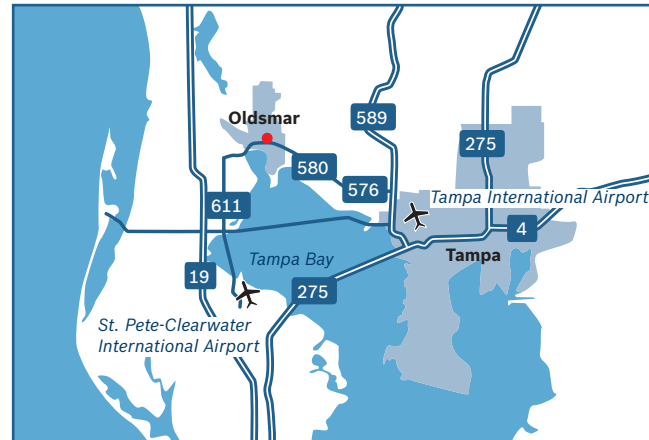 Oldsmar
589
275
580
576
Tampa International Airport
611
4
Tampa
Tampa Bay
19
275
St. Pete-Clearwater
International Airport